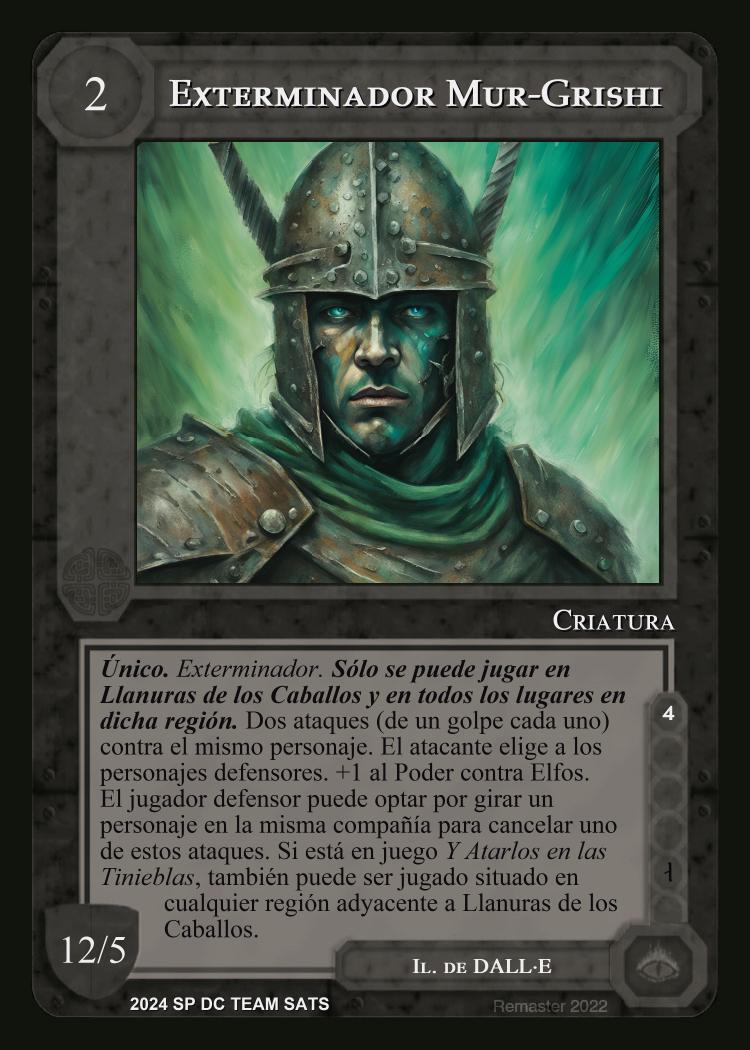 2
Exterminador Mur-Grishi
Criatura
Único. Exterminador. Sólo se puede jugar en
Llanuras de los Caballos y en todos los lugares en
dicha región. Dos ataques (de un golpe cada uno)
contra el mismo personaje. El atacante elige a los
personajes defensores. +1 al Poder contra Elfos.
El jugador defensor puede optar por girar un
personaje en la misma compañía para cancelar uno
de estos ataques. Si está en juego Y Atarlos en las
Tinieblas, también puede ser jugado situado en
cualquier región adyacente a Llanuras de los
Caballos.
4
12/5
Il. de DALL·E
2024 SP DC TEAM SATS
Remaster 2022